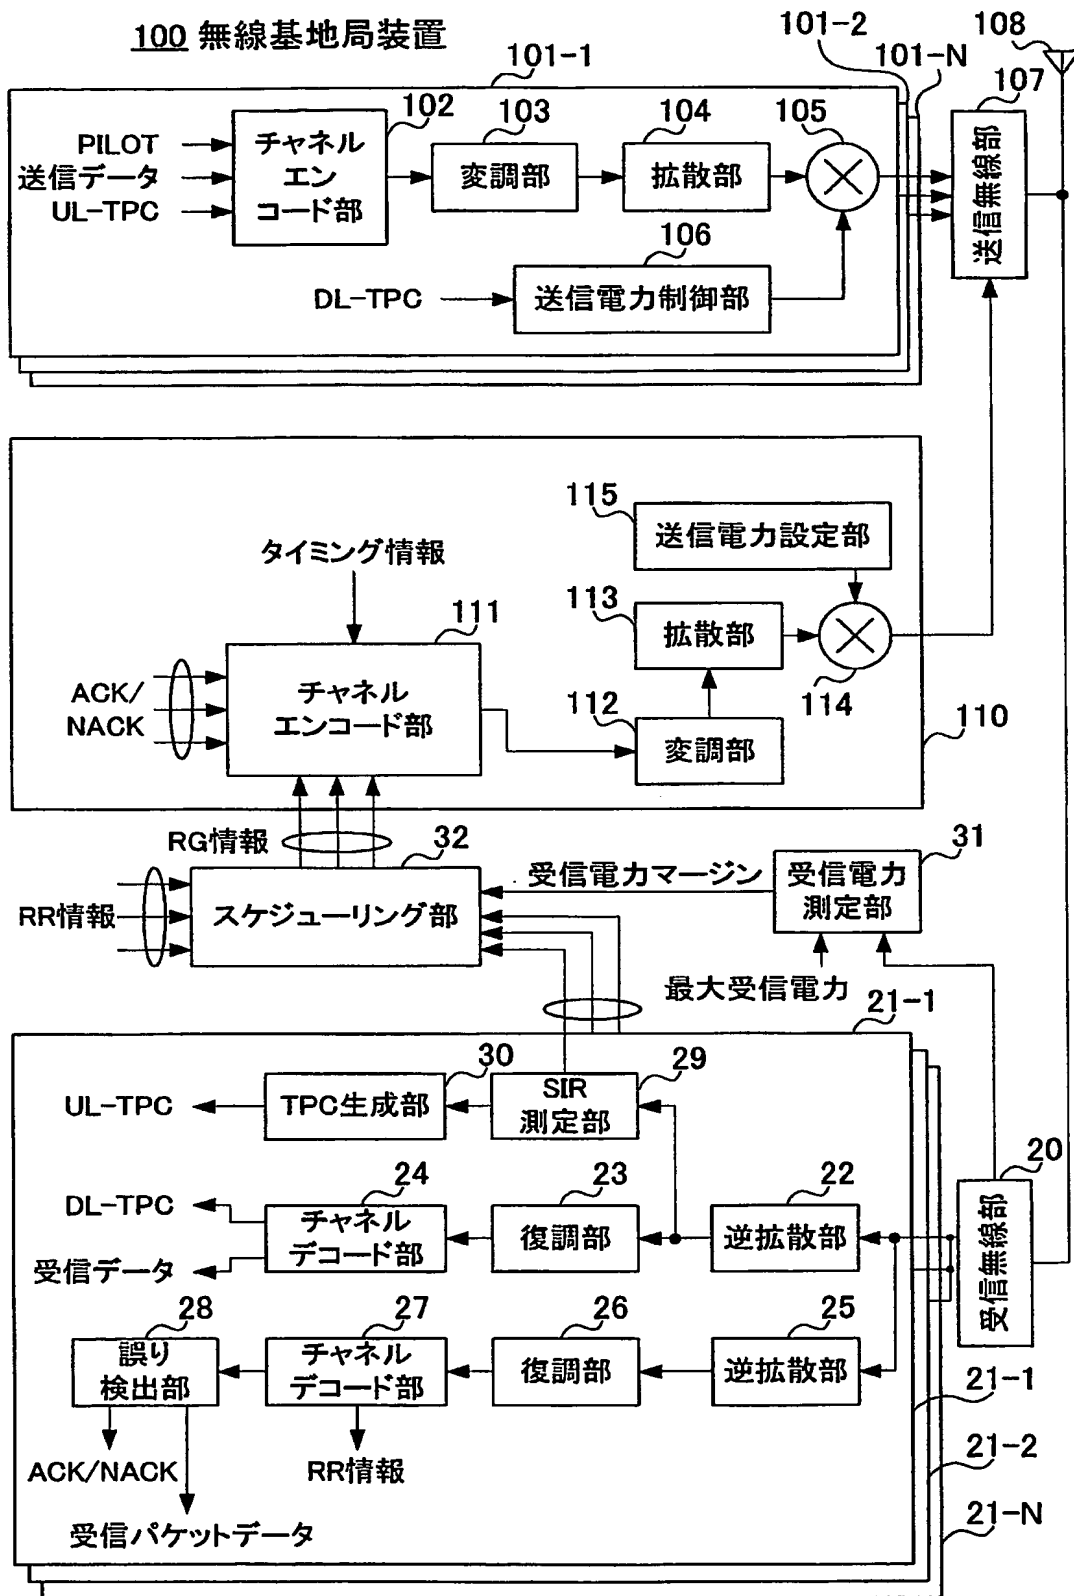 100 無線基地局装置
101-1
101-2
101-N
108
107
送信無線部
PILOT
送信データ
UL-TPC
102
チャネル
エン
コード部
103
変調部
104
拡散部
105
106
DL-TPC
送信電力制御部
115
送信電力設定部
タイミング情報
111
ACK/
NACK
チャネル
エンコード部
113
拡散部
114
112
変調部
110
RG情報
32
RR情報
スケジューリング部
受信電力マージン
31
受信電力
測定部
最大受信電力
21-1
30
UL-TPC
TPC生成部
29
SIR
測定部
20
受信無線部
DL-TPC
受信データ
24
チャネル
デコード部
23
復調部
22
逆拡散部
28
誤り
検出部
27
チャネル
デコード部
26
復調部
25
逆拡散部
ACK/NACK
RR情報
受信パケットデータ
21-1
21-2
21-N